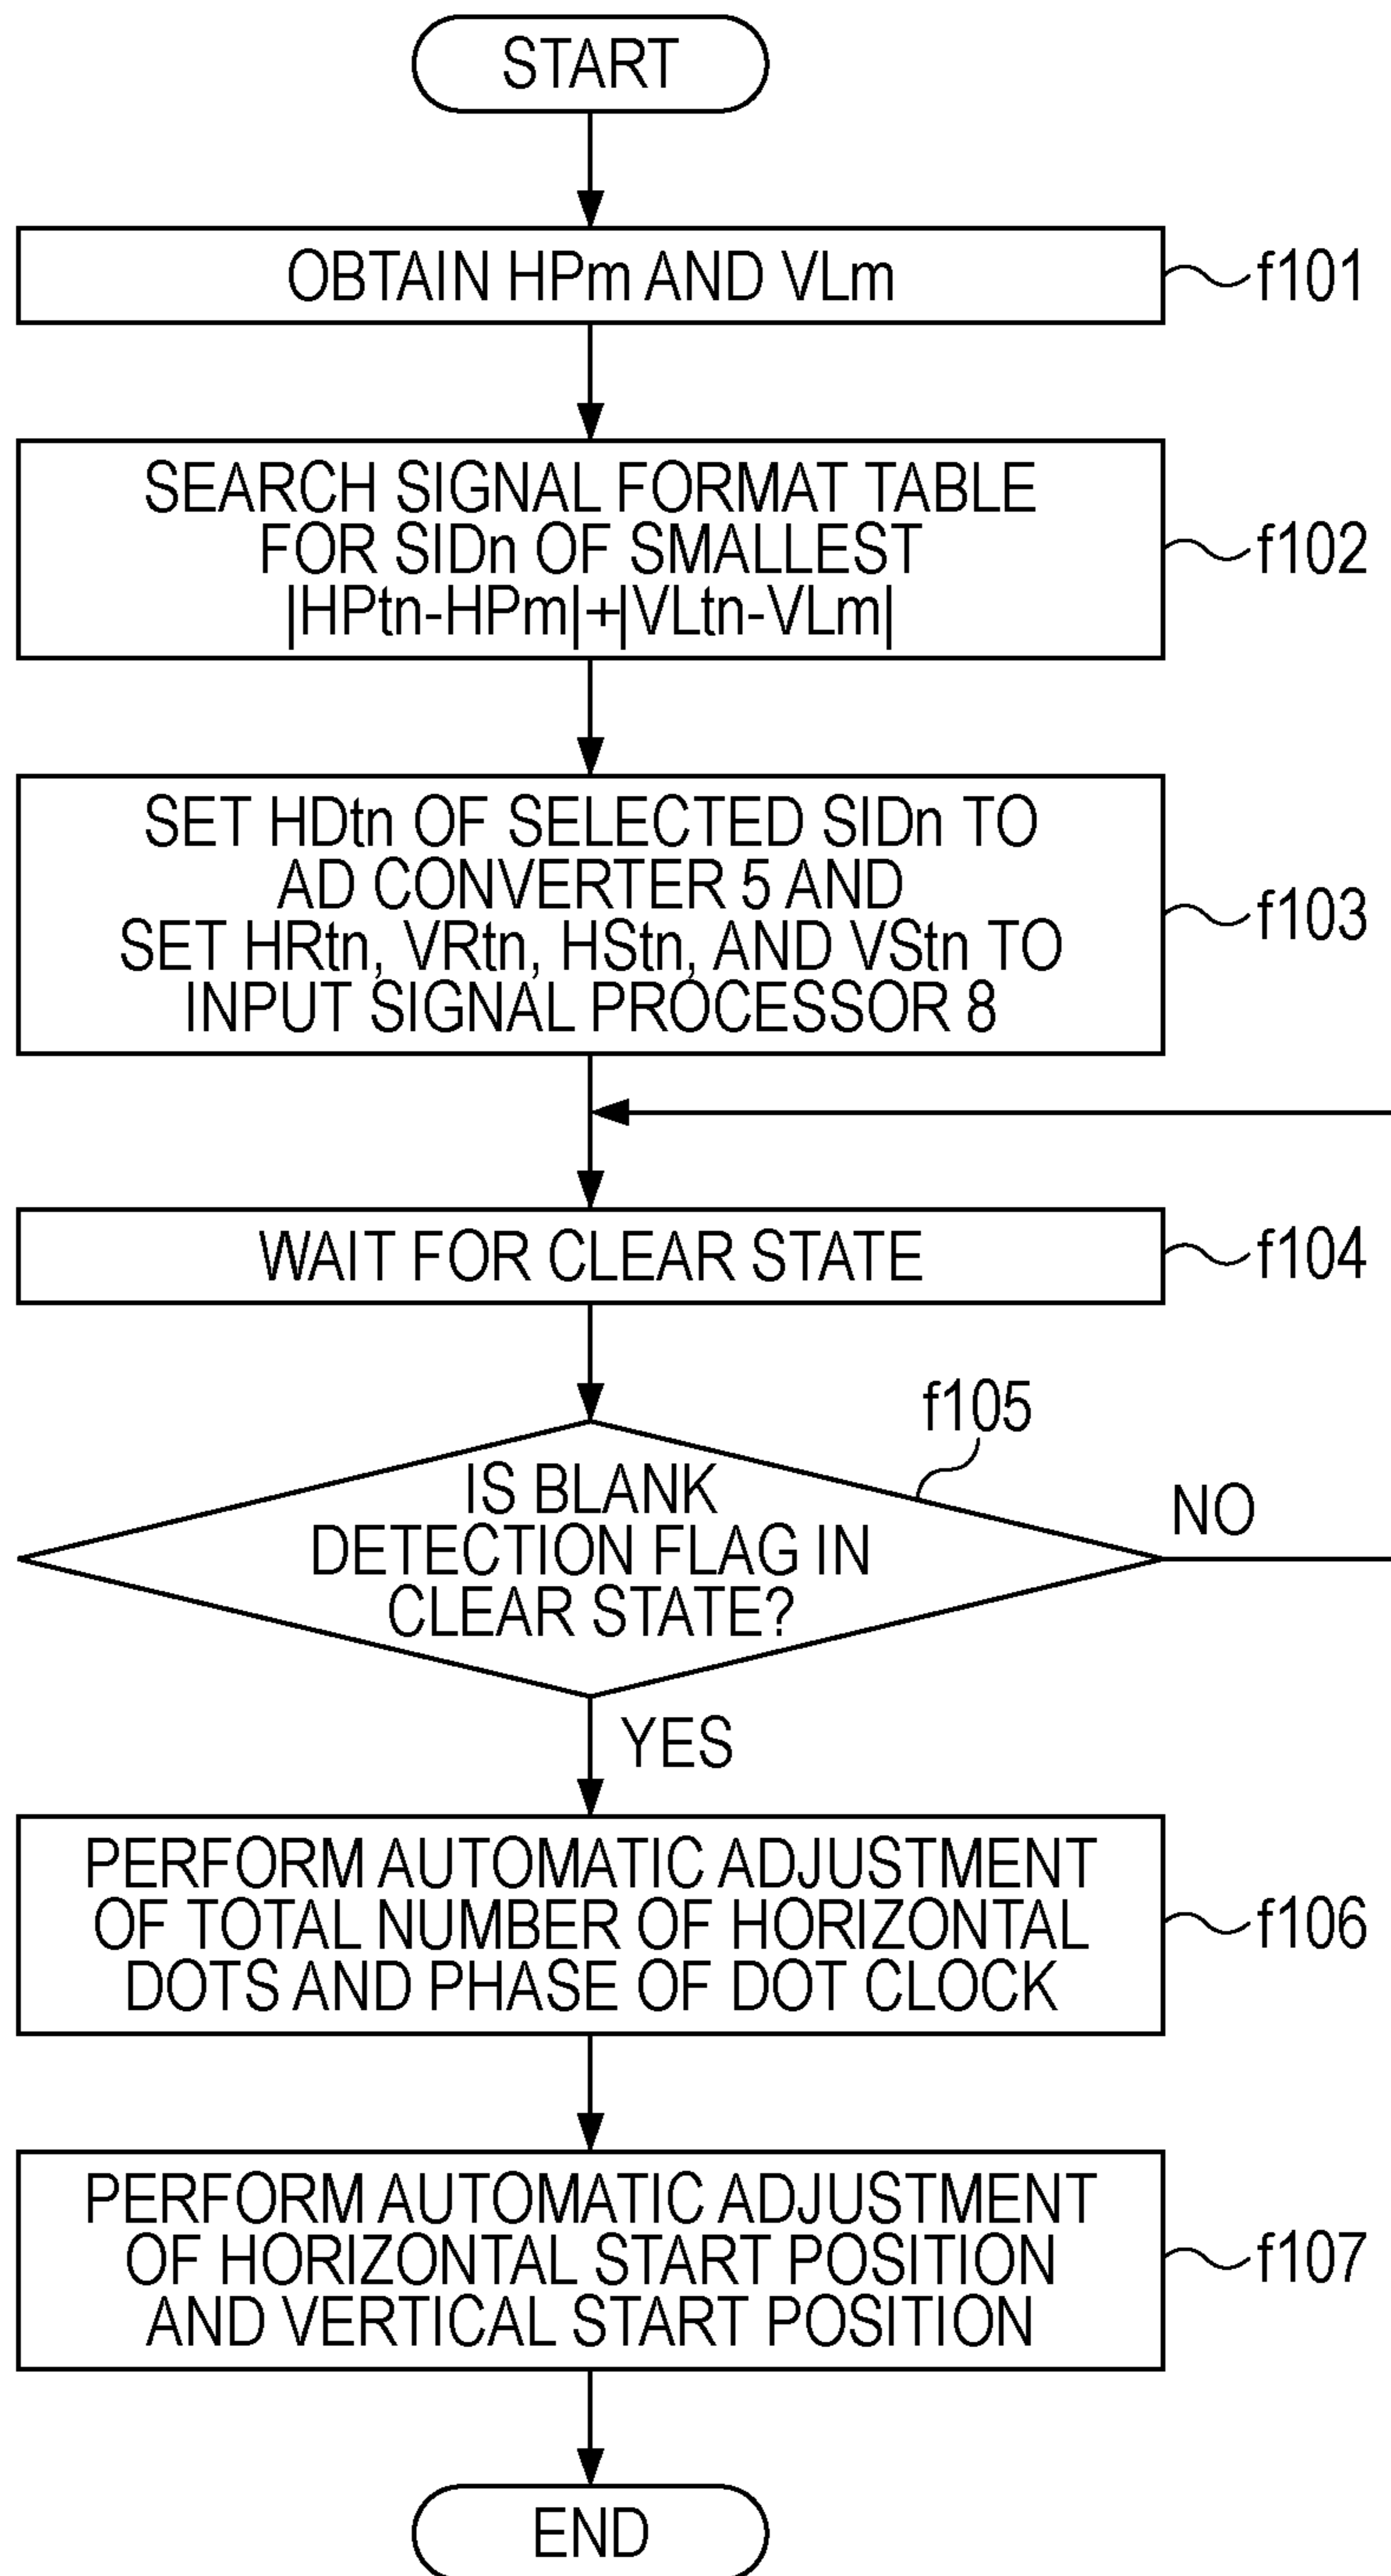 START
OBTAIN HPm AND VLm
f101
SEARCH SIGNAL FORMAT TABLE
FOR SIDn OF SMALLEST
|HPtn-HPm|+|VLtn-VLm|
f102
SET HDtn OF SELECTED SIDn TO
AD CONVERTER 5 AND
SET HRtn, VRtn, HStn, AND VStn TO
INPUT SIGNAL PROCESSOR 8
f103
WAIT FOR CLEAR STATE
f104
f105
IS BLANK
DETECTION FLAG IN
CLEAR STATE?
NO
YES
PERFORM AUTOMATIC ADJUSTMENT
OF TOTAL NUMBER OF HORIZONTAL
DOTS AND PHASE OF DOT CLOCK
f106
PERFORM AUTOMATIC ADJUSTMENT
OF HORIZONTAL START POSITION
AND VERTICAL START POSITION
f107
END